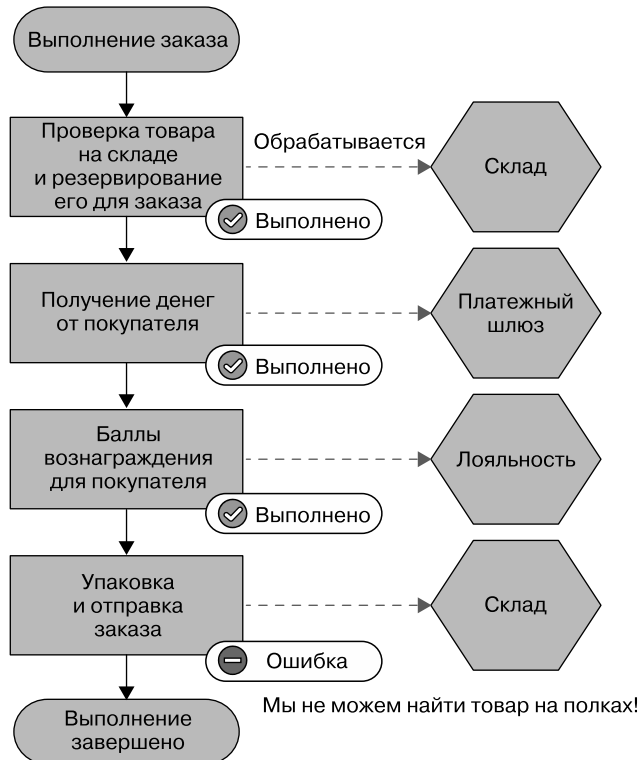 Выполнение заказа
Проверка товара
на складе
и резервирование
его для заказа
Обрабатывается
Склад
Выполнено
Получение денег
от покупателя
Платежный
шлюз
Выполнено
Баллы
вознаграждения
для покупателя
Лояльность
Выполнено
Упаковка
и отправка
заказа
Склад
Ошибка
Мы не можем найти товар на полках!
Выполнение
завершено